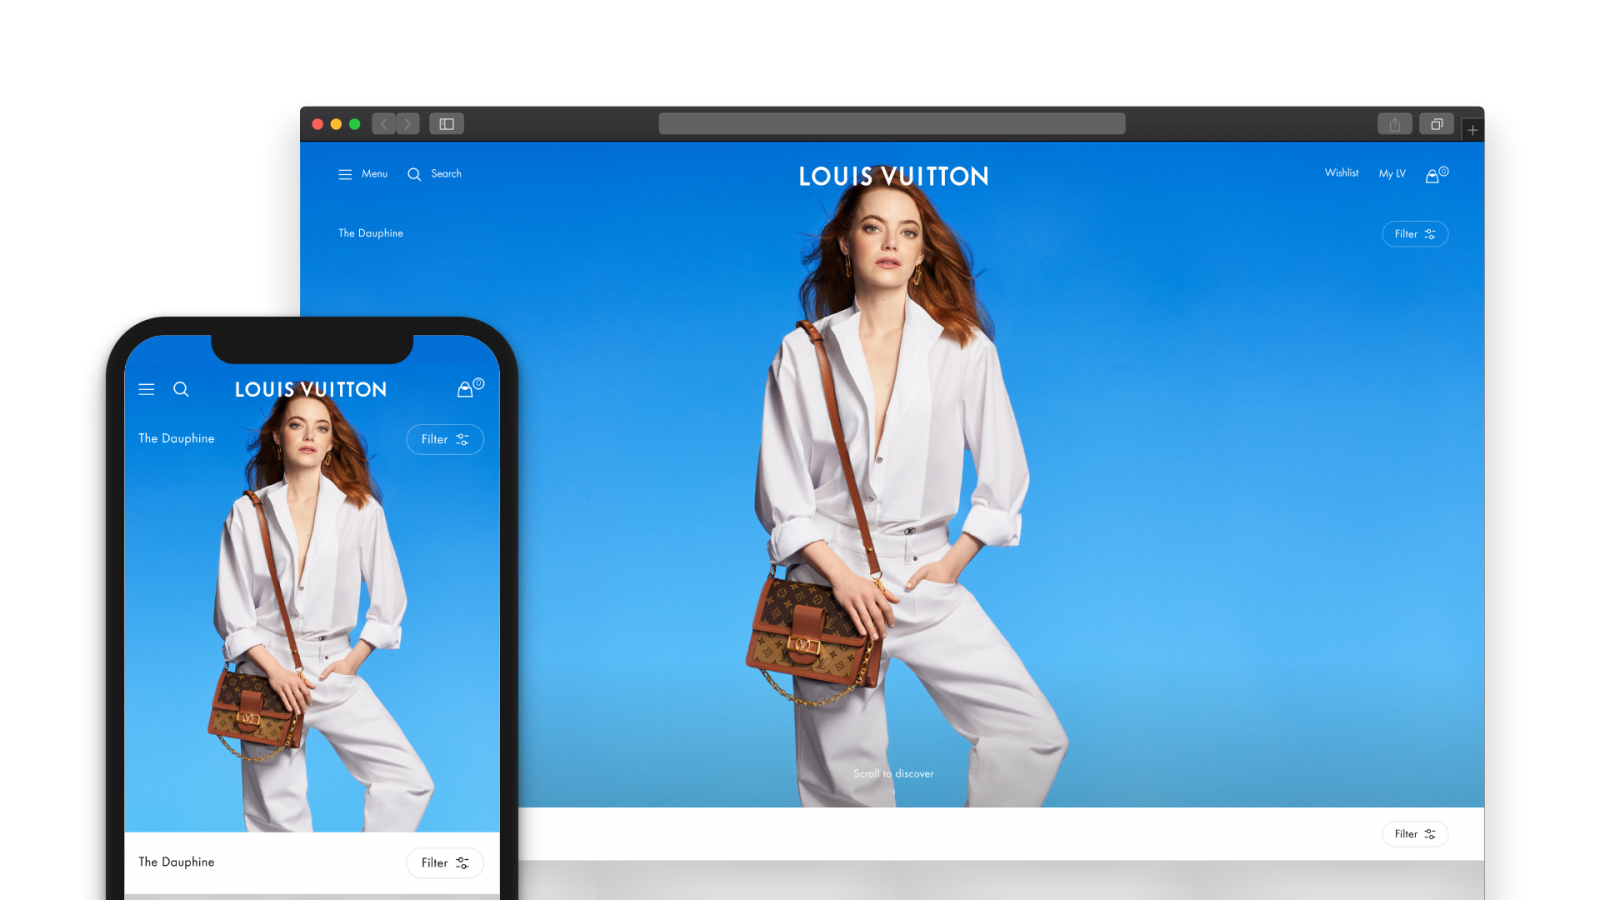 Menu
Search
LOUIS VUITTON
Wishlist
My LV
0
The Dauphine
Filter
Scroll to discover
Filter
LOUIS VUITTON
0
The Dauphine
Filter
The Dauphine
Filter